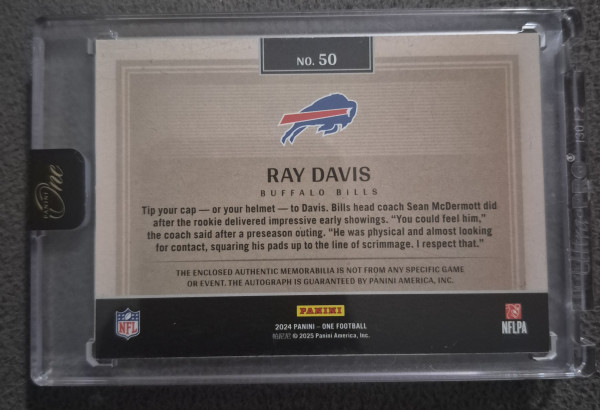 NO. 50
RAY DAVIS
BUFFALO BILLS
Tip your cap — or your helmet — to Davis. Bills head coach Sean McDermott did
after the rookie delivered impressive early showings. “You could feel him,”
the coach said after a preseason outing. “He was physical and almost looking
for contact, squaring his pads up to the line of scrimmage. I respect that.”
THE ENCLOSED AUTHENTIC MEMORABILIA IS NOT FROM ANY SPECIFIC GAME
OR EVENT. THE AUTOGRAPH IS GUARANTEED BY PANINI AMERICA, INC.
PANINI
NFL
NFLPA
2024 PANINI - ONE FOOTBALL
© 2025 Panini America, Inc.
PANINI
One